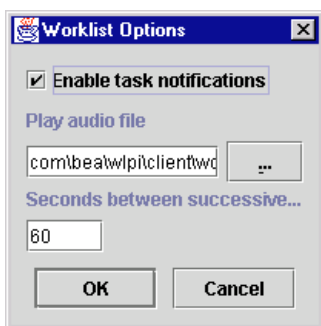 Worklist Options
Enable task notifications
Play audio file
com\bea\wlpi\client\wo
...
Seconds between successive...
60
OK Cancel